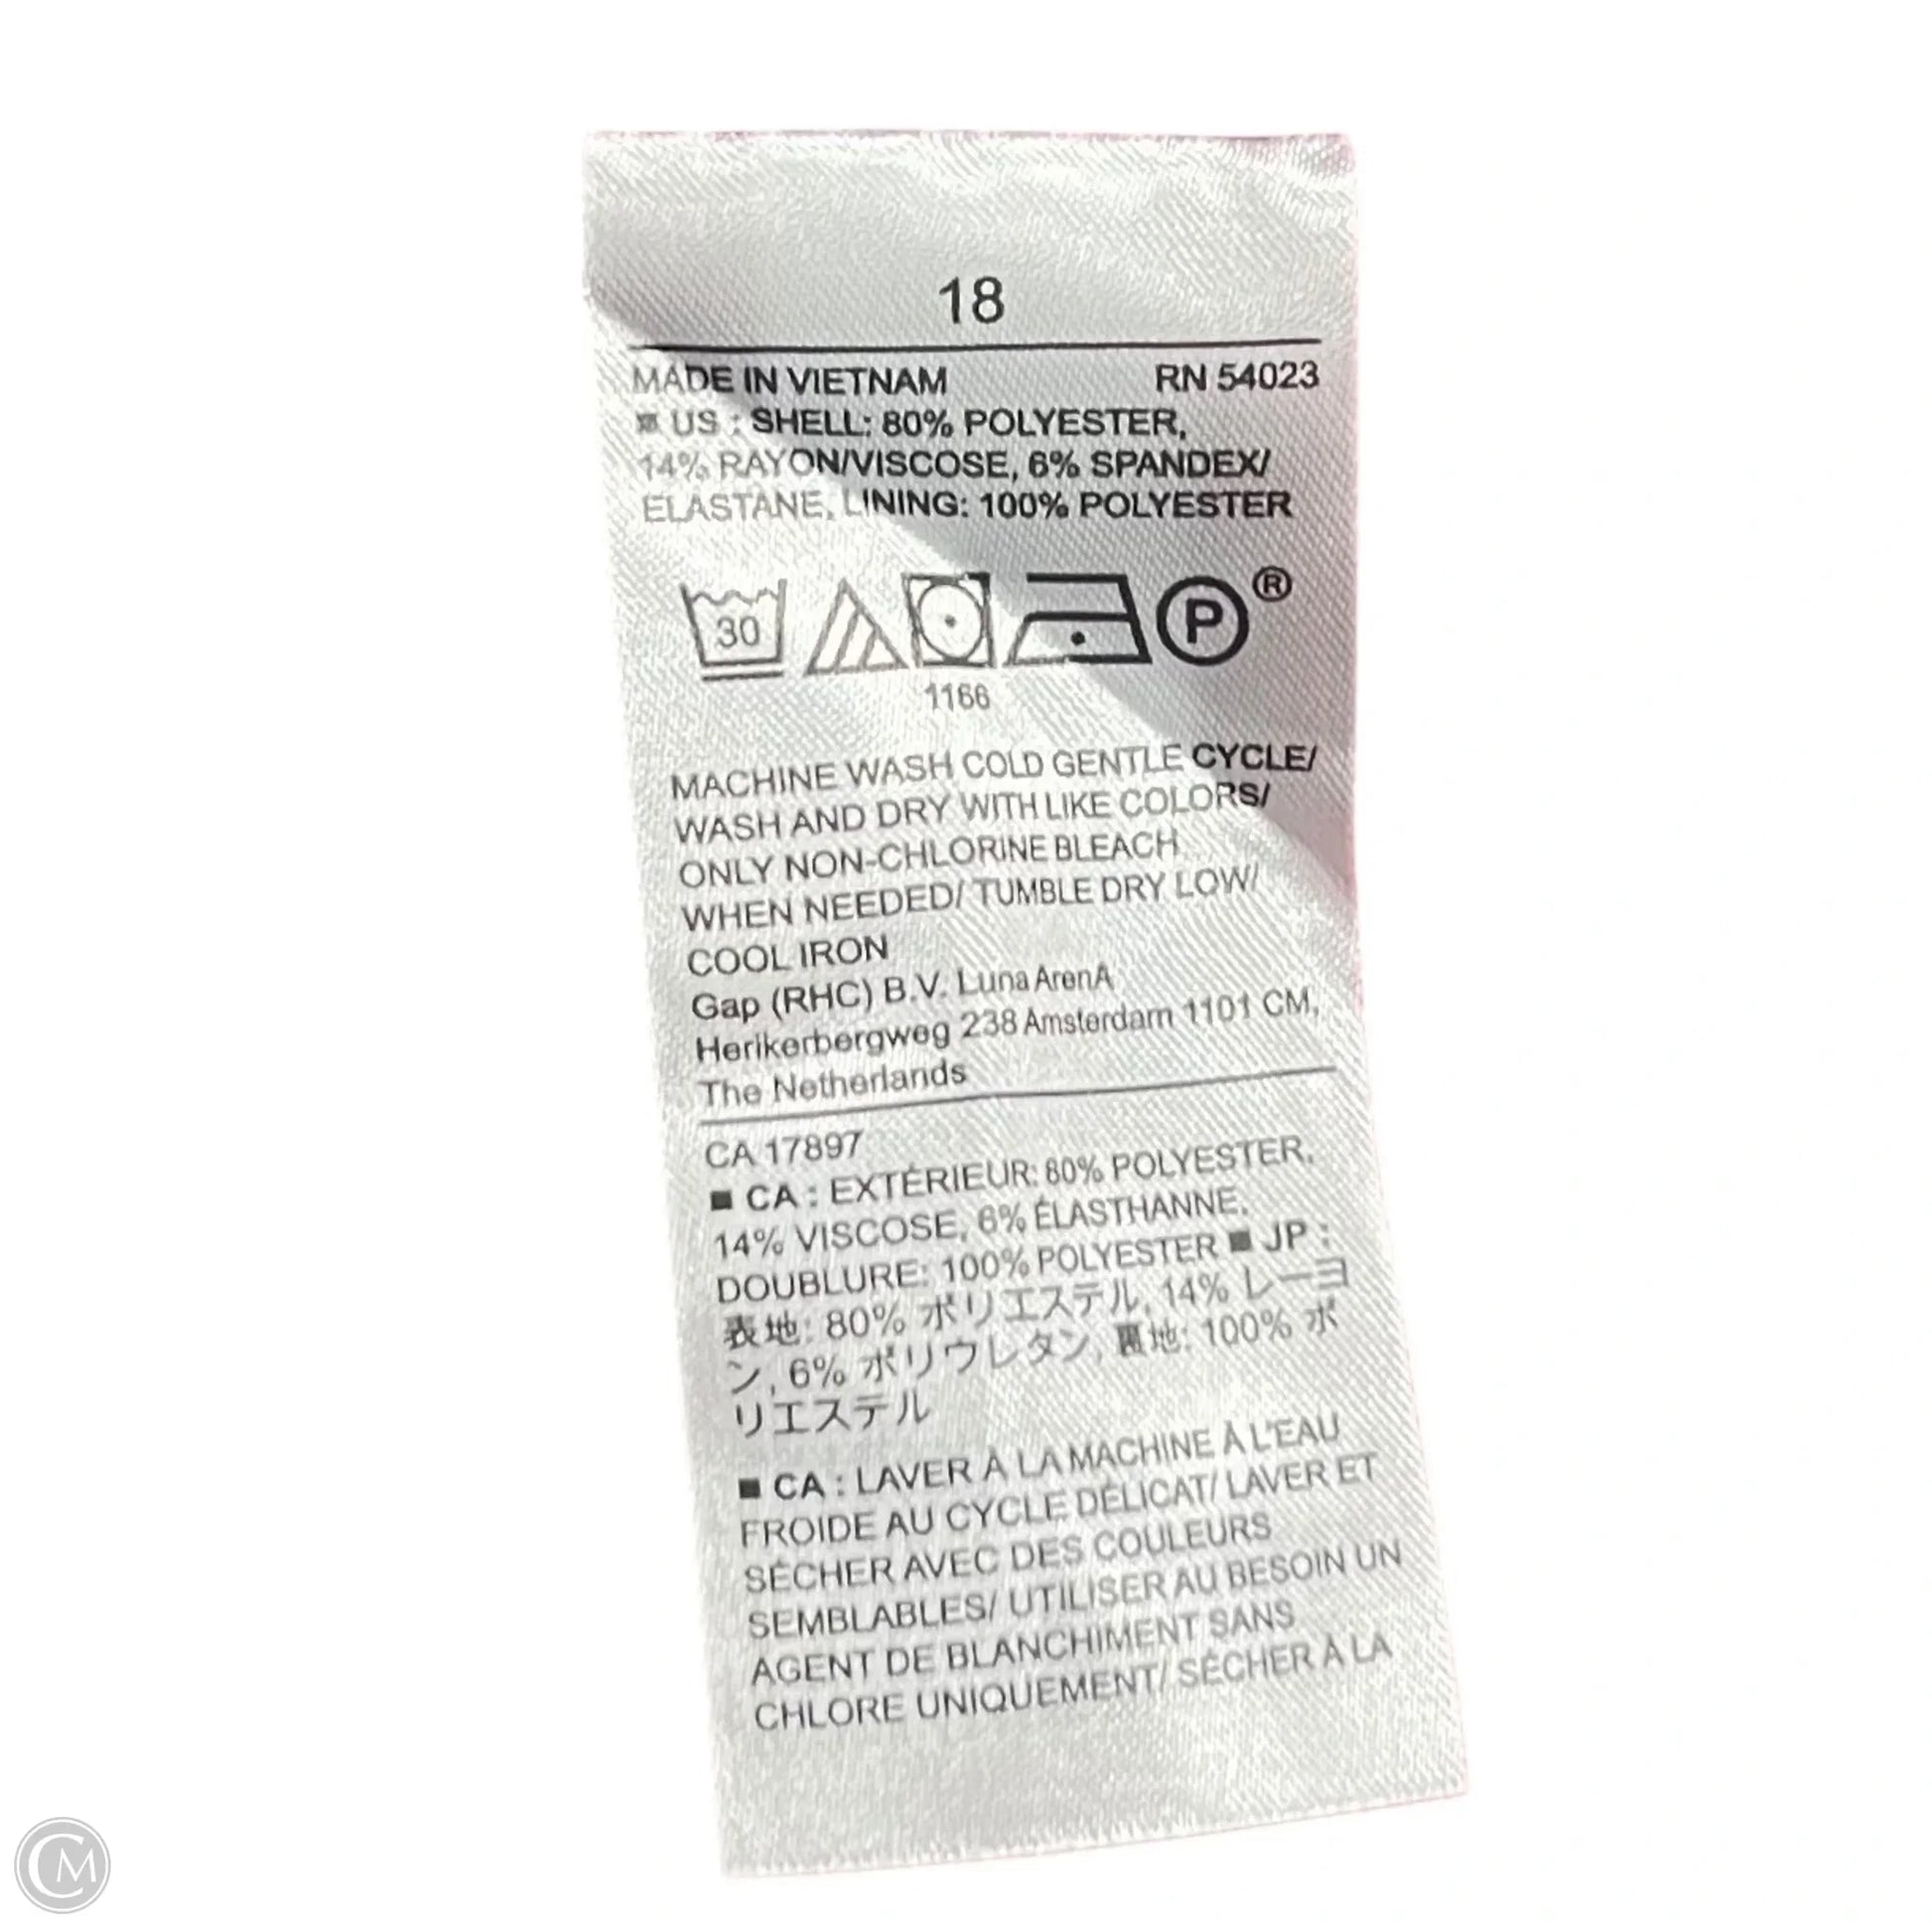 18
MADE IN VIETNAM RN 54023
■ US : SHELL: 80% POLYESTER,
14% RAYON/VISCOSE, 6% SPANDEX/
ELASTANE, LINING: 100% POLYESTER
30 P ®
1166
MACHINE WASH COLD GENTLE CYCLE/
WASH AND DRY WITH LIKE COLORS/
ONLY NON-CHLORINE BLEACH
WHEN NEEDED/ TUMBLE DRY LOW/
COOL IRON
Gap (RHC) B.V. Luna ArenA
Herikerbergweg 238 Amsterdam 1101 CM,
The Netherlands
CA 17897
■ CA : EXTÉRIEUR: 80% POLYESTER,
14% VISCOSE, 6% ÉLASTHANNE,
DOUBLURE: 100% POLYESTER ■ JP :
表地: 80% ポリエステル, 14% レーヨ
ン, 6% ポリウレタン, 裏地: 100% ポ
リエステル
■ CA : LAVER À LA MACHINE À L'EAU
FROIDE AU CYCLE DÉLICAT/ LAVER ET
SÉCHER AVEC DES COULEURS
SEMBLABLES/ UTILISER AU BESOIN UN
AGENT DE BLANCHIMENT SANS
CHLORE UNIQUEMENT/ SÉCHER À LA
CM